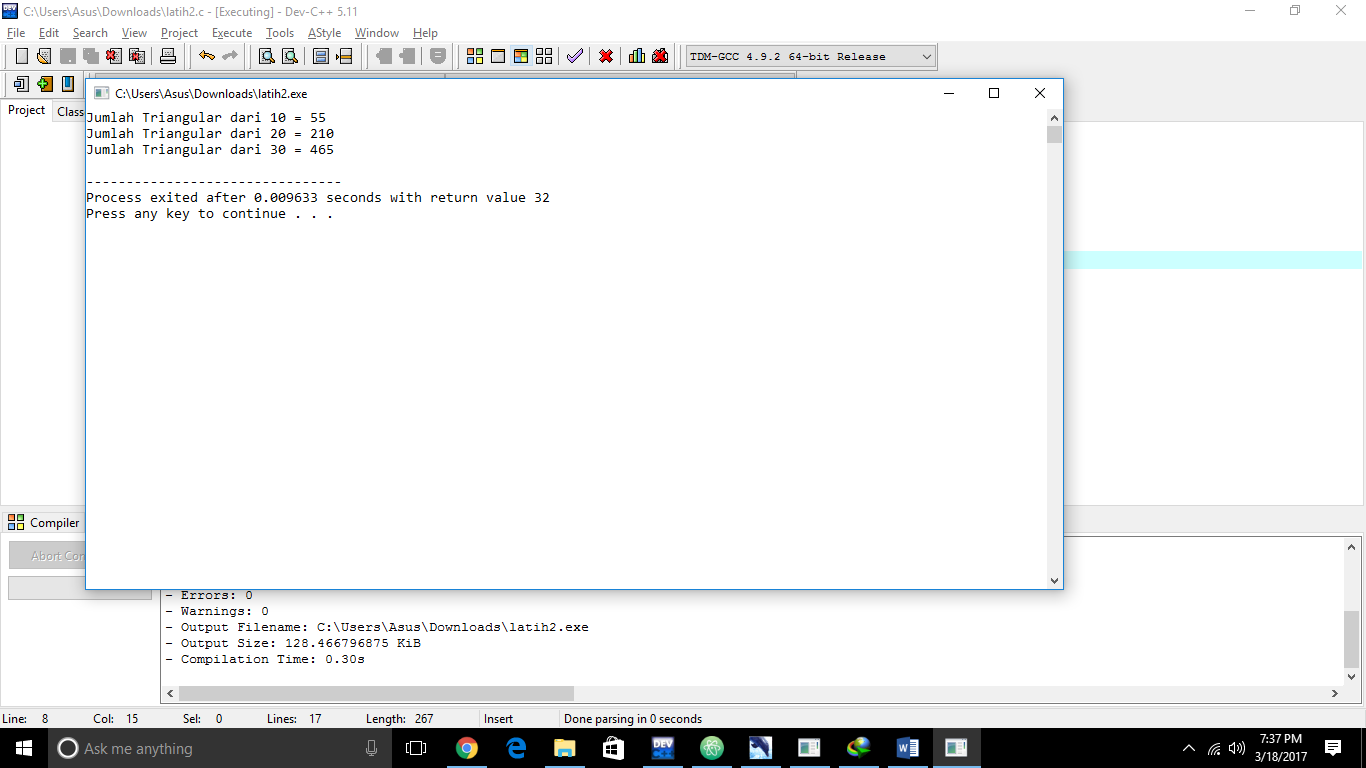 C:\Users\Asus\Downloads\latih2.c - [Executing] - Dev-C++ 5.11
File Edit Search View Project Execute Tools AStyle Window Help
TDM-GCC 4.9.2 64-bit Release
C:\Users\Asus\Downloads\latih2.exe
Project Class
Jumlah Triangular dari 10 = 55
Jumlah Triangular dari 20 = 210
Jumlah Triangular dari 30 = 465
--------------------------------
Process exited after 0.009633 seconds with return value 32
Press any key to continue . . .
Compiler
Abort Com
- Errors: 0
- Warnings: 0
- Output Filename: C:\Users\Asus\Downloads\latih2.exe
- Output Size: 128.466796875 KiB
- Compilation Time: 0.30s
Line: 8 Col: 15 Sel: 0 Lines: 17 Length: 267 Insert Done parsing in 0 seconds
Ask me anything
DEV
C++
7:37 PM
3/18/2017